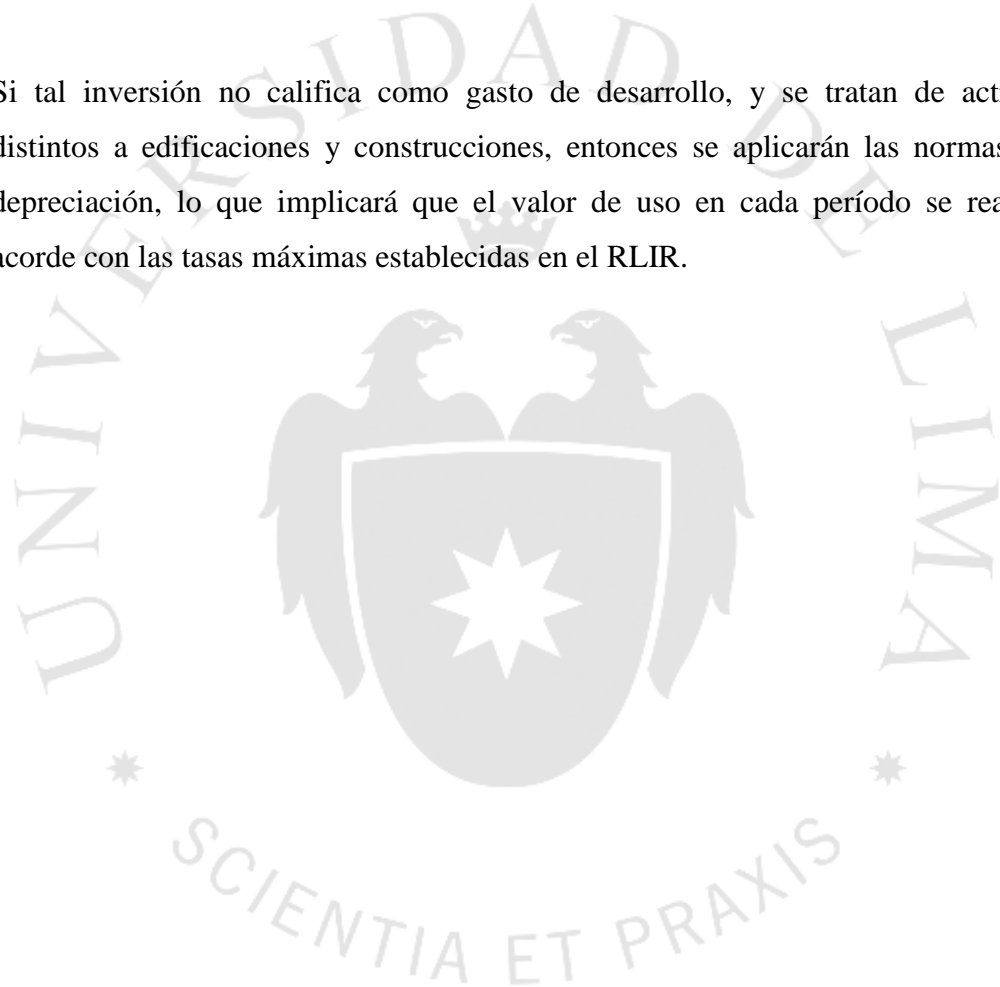 Si tal inversión no califica como gasto de desarrollo, y se tratan de act
distintos a edificaciones y construcciones, entonces se aplicarán las normas
depreciación, lo que implicará que el valor de uso en cada período se rea
acorde con las tasas máximas establecidas en el RLIR.
UNIVERSIDAD DE LIMA
SCIENTIA ET PRAXIS